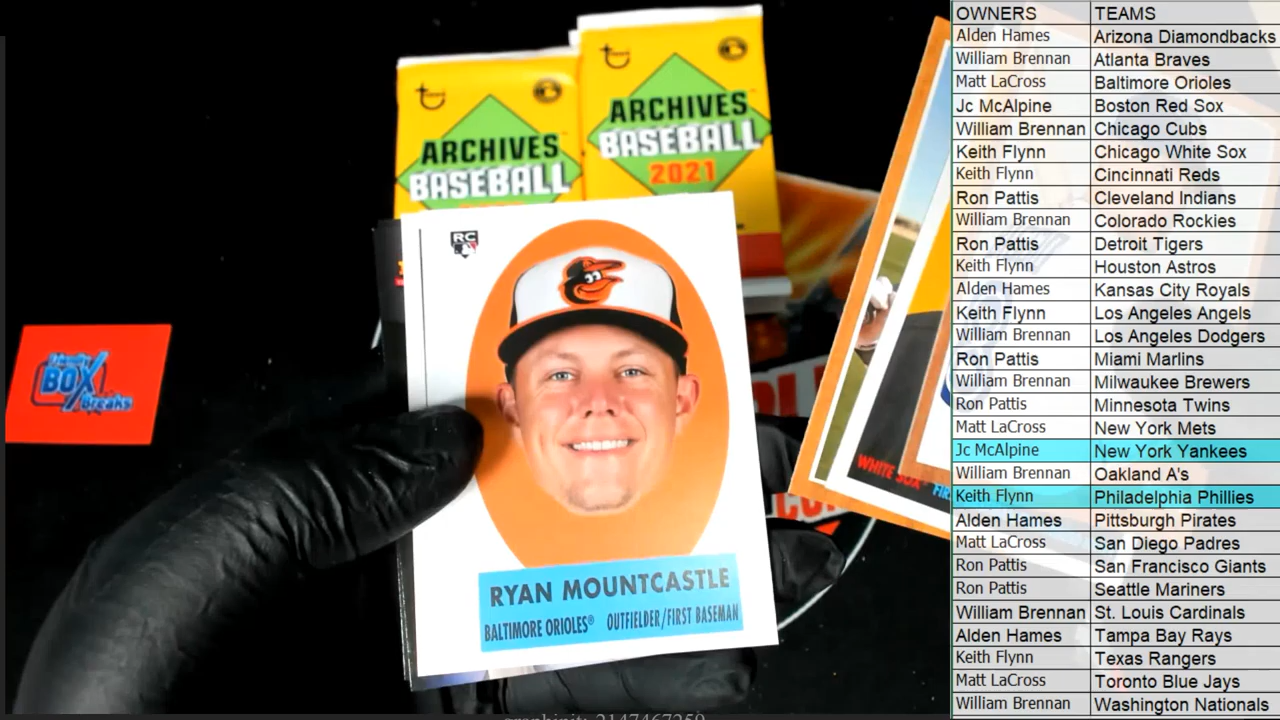 ARCHIVES
BASEBALL
ARCHIVES
BASEBALL
2021
RC
RYAN MOUNTCASTLE
BALTIMORE ORIOLES® OUTFIELDER/FIRST BASEMAN
BOX
Breaks
WHITE SOX
OWNERS TEAMS
Alden Hames Arizona Diamondbacks
William Brennan Atlanta Braves
Matt LaCross Baltimore Orioles
Jc McAlpine Boston Red Sox
William Brennan Chicago Cubs
Keith Flynn Chicago White Sox
Keith Flynn Cincinnati Reds
Ron Pattis Cleveland Indians
William Brennan Colorado Rockies
Ron Pattis Detroit Tigers
Keith Flynn Houston Astros
Alden Hames Kansas City Royals
Keith Flynn Los Angeles Angels
William Brennan Los Angeles Dodgers
Ron Pattis Miami Marlins
William Brennan Milwaukee Brewers
Ron Pattis Minnesota Twins
Matt LaCross New York Mets
Jc McAlpine New York Yankees
William Brennan Oakland A's
Keith Flynn Philadelphia Phillies
Alden Hames Pittsburgh Pirates
Matt LaCross San Diego Padres
Ron Pattis San Francisco Giants
Ron Pattis Seattle Mariners
William Brennan St. Louis Cardinals
Alden Hames Tampa Bay Rays
Keith Flynn Texas Rangers
Matt LaCross Toronto Blue Jays
William Brennan Washington Nationals